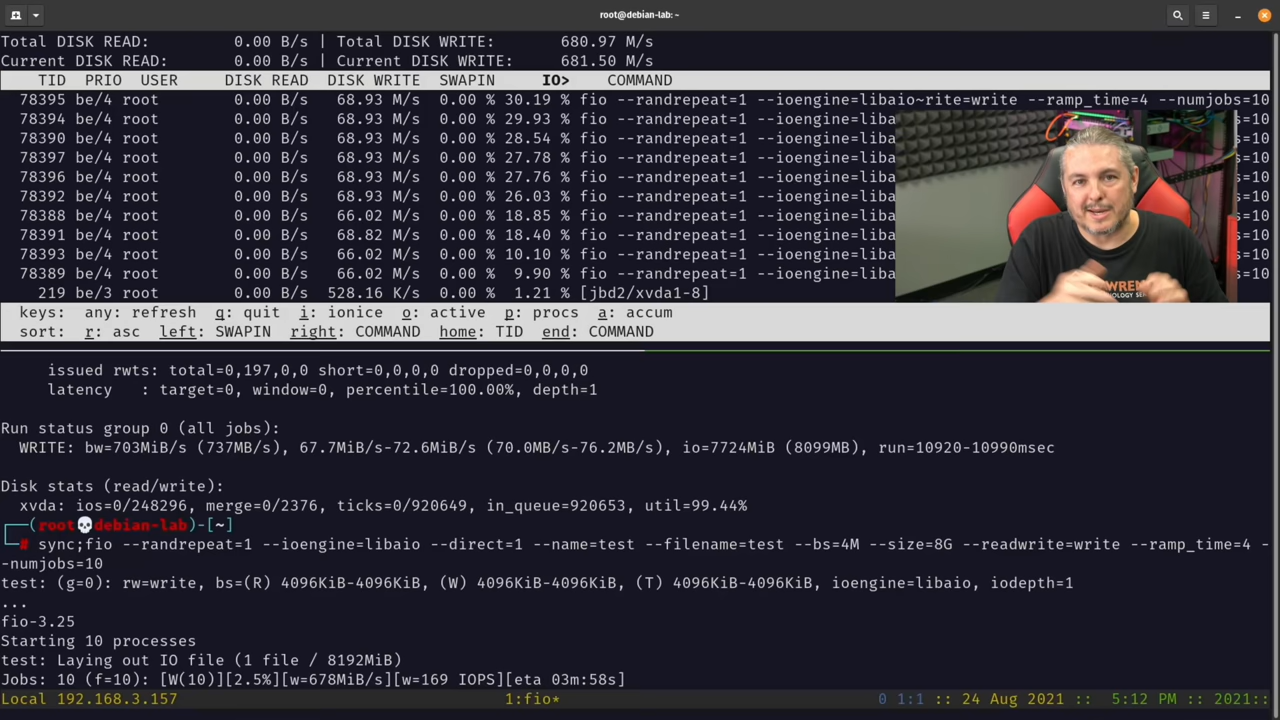 root@debian-lab: ~
Total DISK READ: 0.00 B/s | Total DISK WRITE: 680.97 M/s
Current DISK READ: 0.00 B/s | Current DISK WRITE: 681.50 M/s
TID PRIO USER DISK READ DISK WRITE SWAPIN IO> COMMAND
78395 be/4 root 0.00 B/s 68.93 M/s 0.00 % 30.19 % fio --randrepeat=1 --ioengine=libaio~rite=write --ramp_time=4 --numjobs=10
78394 be/4 root 0.00 B/s 68.93 M/s 0.00 % 29.93 % fio --randrepeat=1 --ioengine=liba =10
78390 be/4 root 0.00 B/s 68.93 M/s 0.00 % 28.54 % fio --randrepeat=1 --ioengine=liba =10
78397 be/4 root 0.00 B/s 68.93 M/s 0.00 % 27.78 % fio --randrepeat=1 --ioengine=liba =10
78396 be/4 root 0.00 B/s 68.93 M/s 0.00 % 27.76 % fio --randrepeat=1 --ioengine=liba =10
78392 be/4 root 0.00 B/s 68.93 M/s 0.00 % 26.03 % fio --randrepeat=1 --ioengine=liba =10
78388 be/4 root 0.00 B/s 66.02 M/s 0.00 % 18.85 % fio --randrepeat=1 --ioengine=liba s=10
78391 be/4 root 0.00 B/s 68.82 M/s 0.00 % 18.40 % fio --randrepeat=1 --ioengine=liba s=10
78393 be/4 root 0.00 B/s 68.93 M/s 0.00 % 10.10 % fio --randrepeat=1 --ioengine=liba s=10
78389 be/4 root 0.00 B/s 66.02 M/s 0.00 % 9.90 % fio --randrepeat=1 --ioengine=liba s=10
219 be/3 root 0.00 B/s 528.16 K/s 0.00 % 1.21 % [jbd2/xvda1-8]
keys: any: refresh q: quit i: ionice o: active p: procs a: accum
sort: r: asc left: SWAPIN right: COMMAND home: TID end: COMMAND
issued rwts: total=0,197,0,0 short=0,0,0,0 dropped=0,0,0,0
latency : target=0, window=0, percentile=100.00%, depth=1
Run status group 0 (all jobs):
WRITE: bw=703MiB/s (737MB/s), 67.7MiB/s-72.6MiB/s (70.0MB/s-76.2MB/s), io=7724MiB (8099MB), run=10920-10990msec
Disk stats (read/write):
xvda: ios=0/248296, merge=0/2376, ticks=0/920649, in_queue=920653, util=99.44%
┌──(root💀debian-lab)-[~]
└─# sync;fio --randrepeat=1 --ioengine=libaio --direct=1 --name=test --filename=test --bs=4M --size=8G --readwrite=write --ramp_time=4 -
-numjobs=10
test: (g=0): rw=write, bs=(R) 4096KiB-4096KiB, (W) 4096KiB-4096KiB, (T) 4096KiB-4096KiB, ioengine=libaio, iodepth=1
...
fio-3.25
Starting 10 processes
test: Laying out IO file (1 file / 8192MiB)
Jobs: 10 (f=10): [W(10)][2.5%][w=678MiB/s][w=169 IOPS][eta 03m:58s]
Local 192.168.3.157 1:fio* 0 1:1 :: 24 Aug 2021 :: 5:12 PM :: 2021::